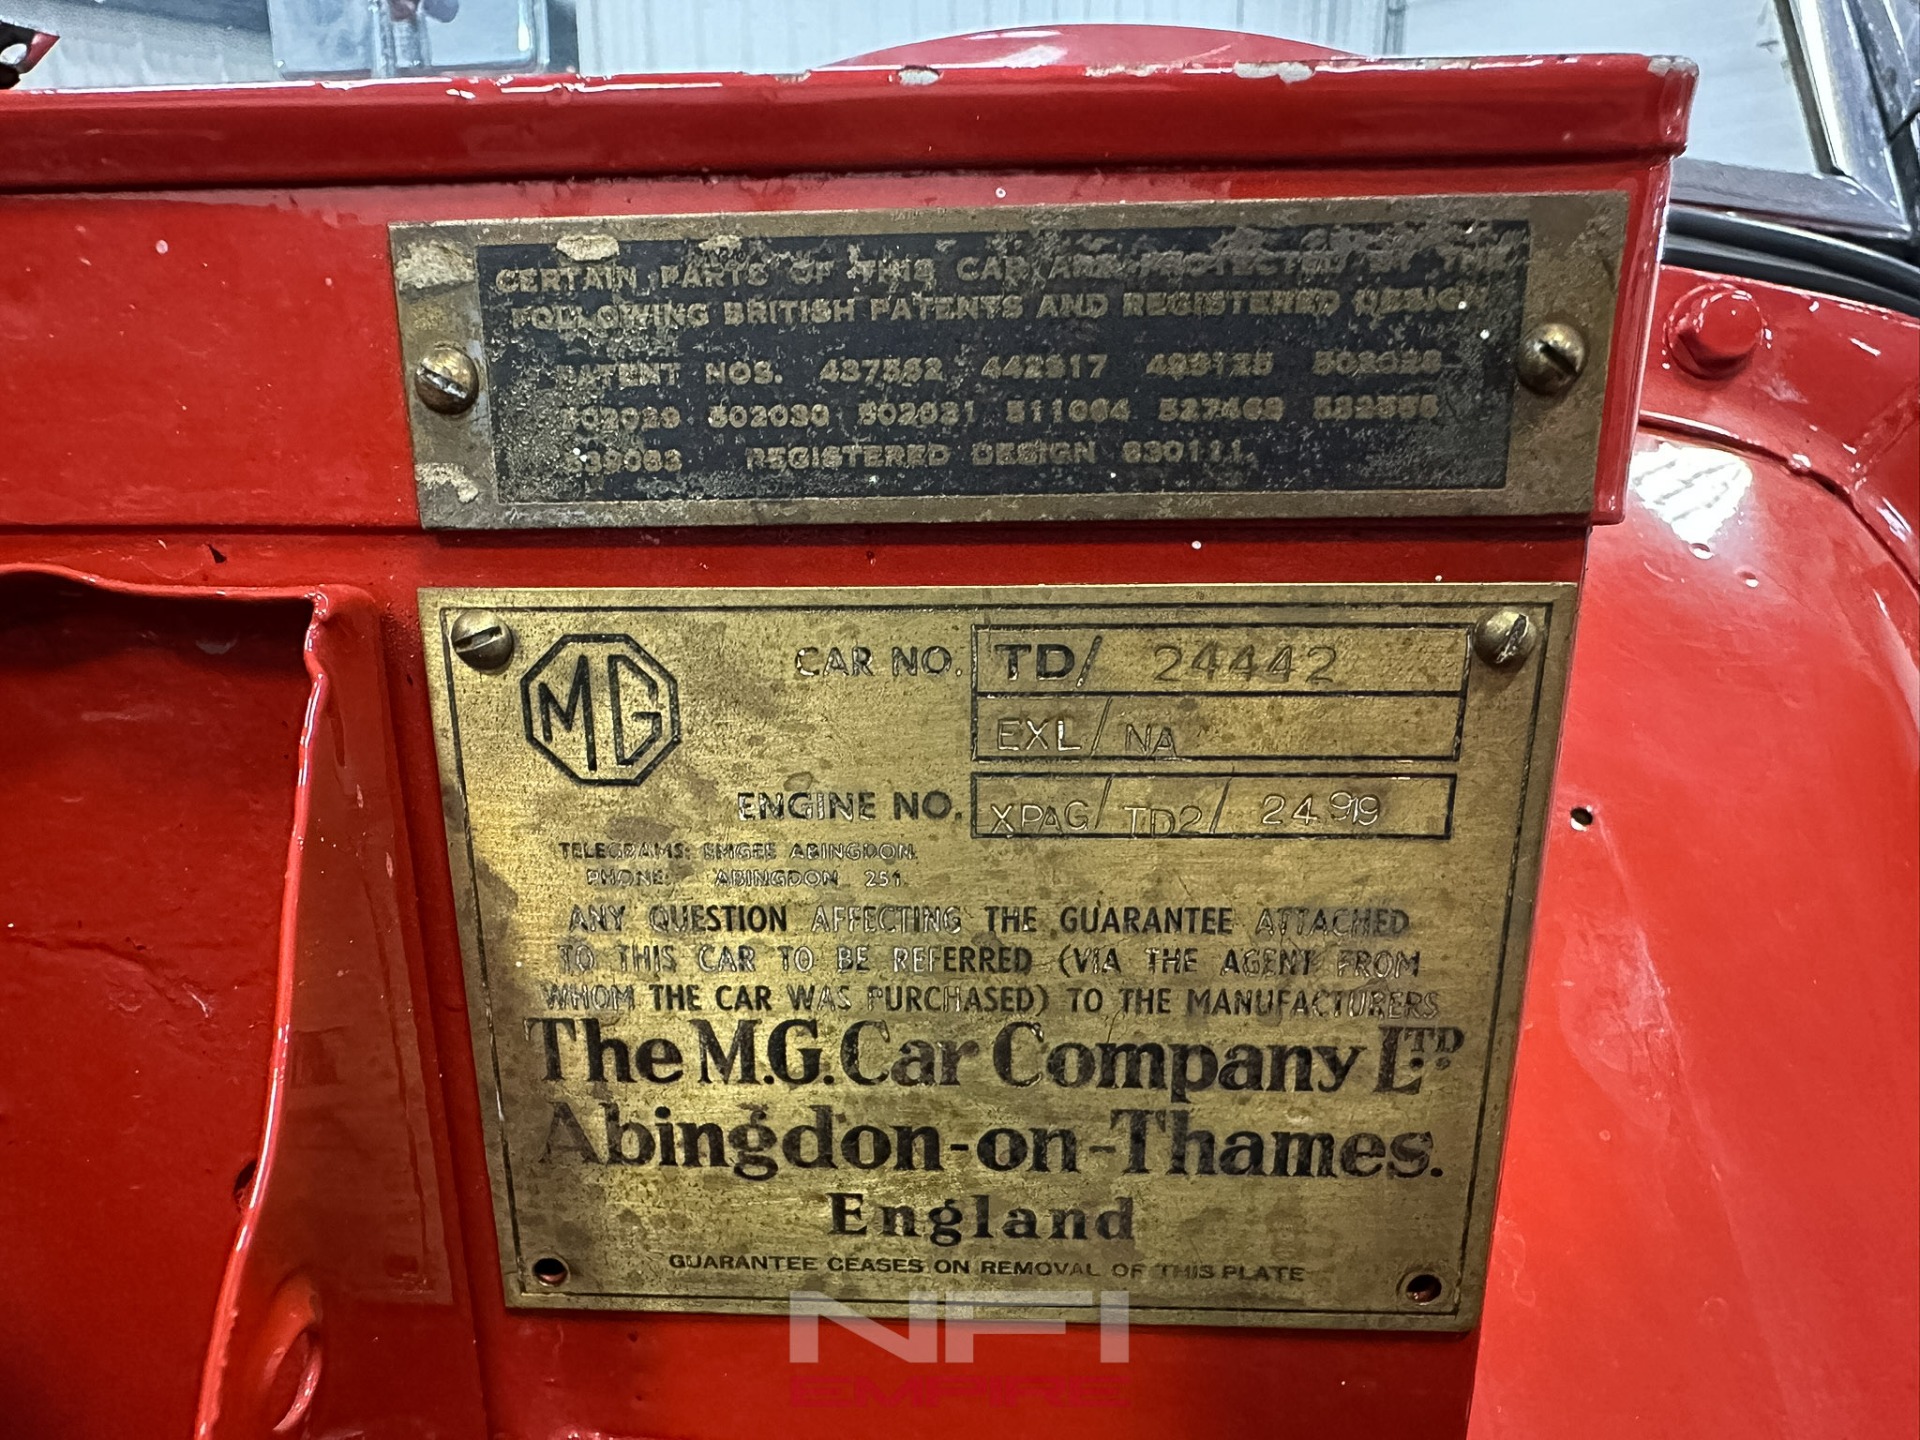 CERTAIN PARTS OF THIS CAR ARE PROTECTED BY THE
FOLLOWING BRITISH PATENTS AND REGISTERED DESIGN
PATENT NOS. 437562 442917 499125 502028
502029 502030 502031 511064 527468 532555
539083 REGISTERED DESIGN 830111.
MG
CAR NO. TD/ 24442
EXL/ NA
ENGINE NO. XPAG/ TD2/ 24919
TELEGRAMS: EMGEE ABINGDON.
PHONE: ABINGDON 251.
ANY QUESTION AFFECTING THE GUARANTEE ATTACHED
TO THIS CAR TO BE REFERRED (VIA THE AGENT FROM
WHOM THE CAR WAS PURCHASED) TO THE MANUFACTURERS
The M.G. Car Company LTD.
Abingdon-on-Thames.
England
GUARANTEE CEASES ON REMOVAL OF THIS PLATE
NFI
EMPIRE